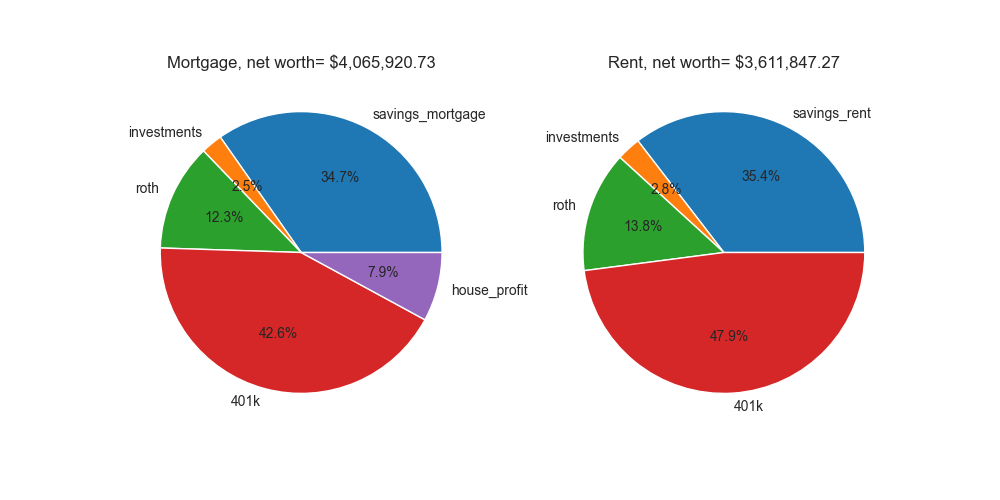 Mortgage, net worth= $4,065,920.73
savings_mortgage
investments
roth
401k
house_profit
34.7%
2.5%
12.3%
42.6%
7.9%
Rent, net worth= $3,611,847.27
savings_rent
investments
roth
401k
35.4%
2.8%
13.8%
47.9%